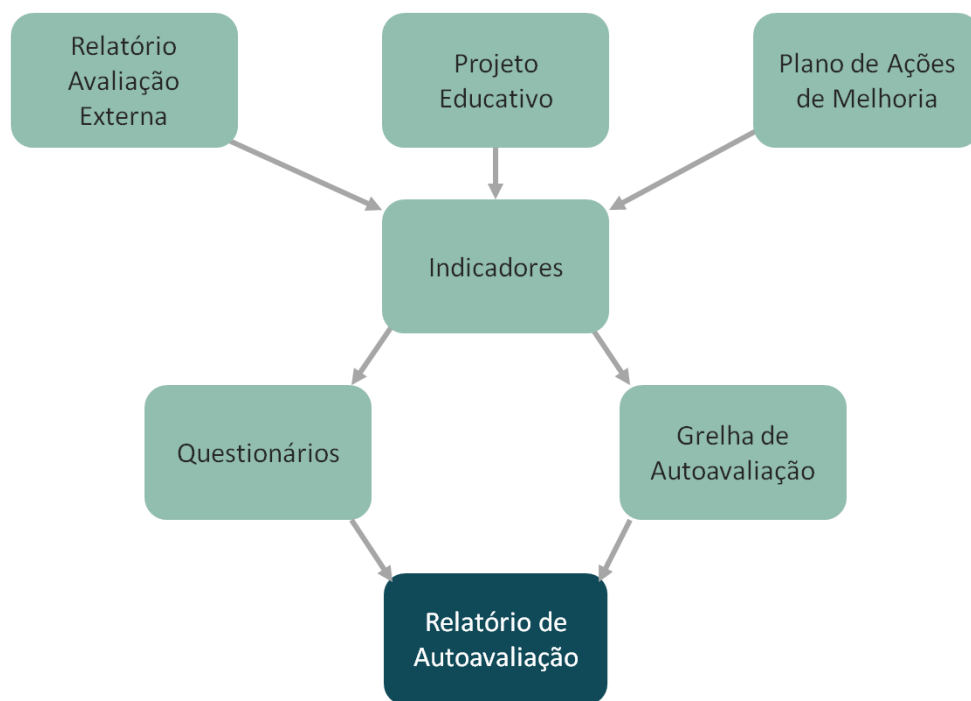 Relatório
Avaliação
Externa
Projeto
Educativo
Plano de Ações
de Melhoria
Indicadores
Questionários
Grelha de
Autoavaliação
Relatório de
Autoavaliação